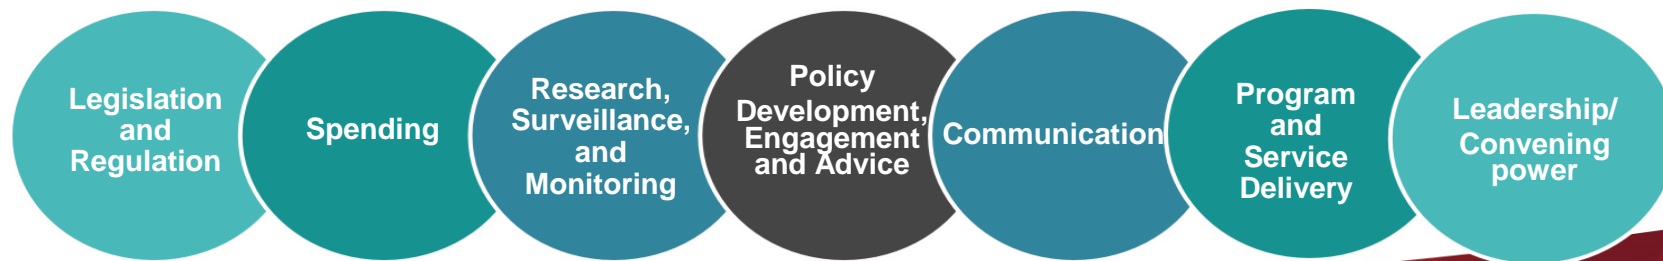 Legislation
and
Regulation
Spending
Research,
Surveillance,
and
Monitoring
Policy
Development,
Engagement
and Advice
Communication
Program
and
Service
Delivery
Leadership/
Convening
power